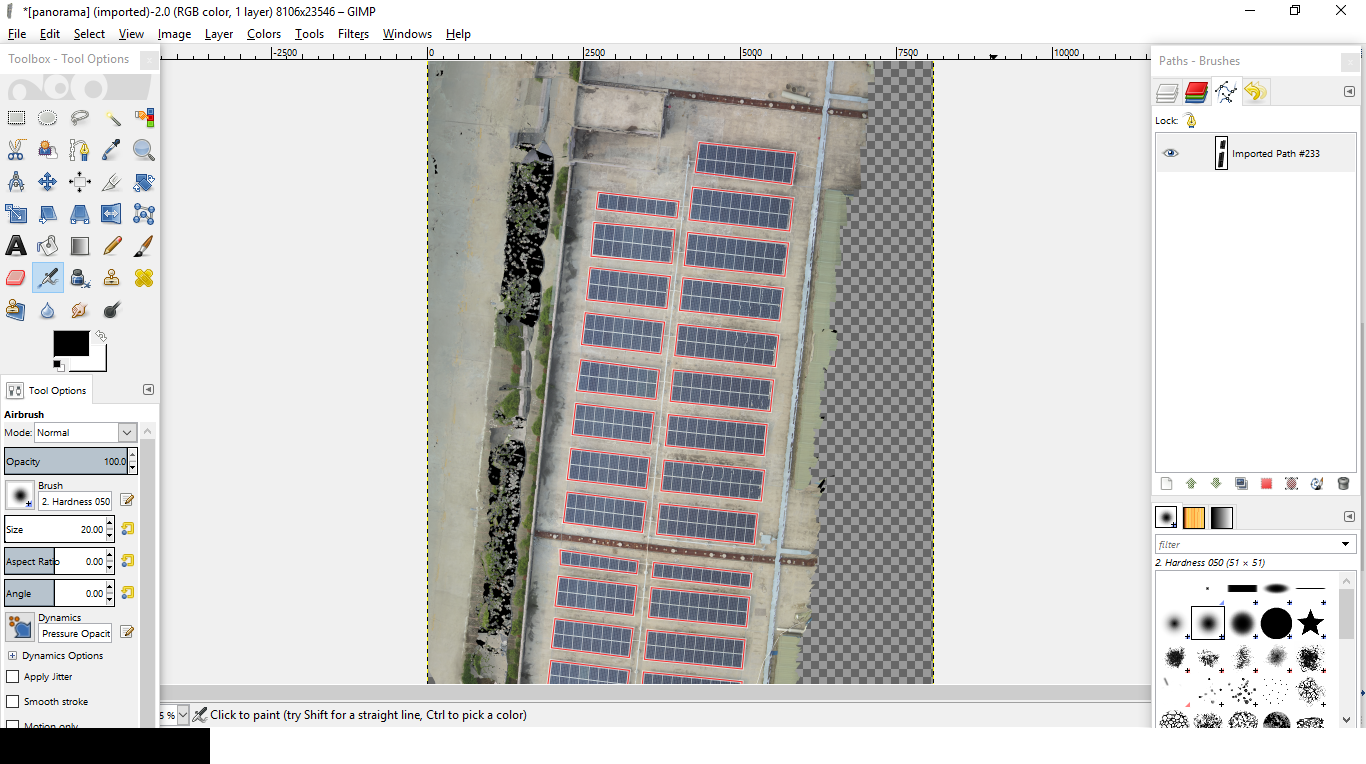 *[panorama] (imported)-2.0 (RGB color, 1 layer) 8106x23546 – GIMP
File Edit Select View Image Layer Colors Tools Filters Windows Help
Toolbox - Tool Options
-2500 0 2500 5000 7500 10000
Paths - Brushes
Lock:
Imported Path #233
Tool Options
Airbrush
Mode: Normal
Opacity 100.0
Brush
2. Hardness 050
Size 20.00
Aspect Ratio 0.00
Angle 0.00
Dynamics
Pressure Opacit
Dynamics Options
Apply Jitter
Smooth stroke
Motion only
filter
2. Hardness 050 (51 × 51)
5 % Click to paint (try Shift for a straight line, Ctrl to pick a color)